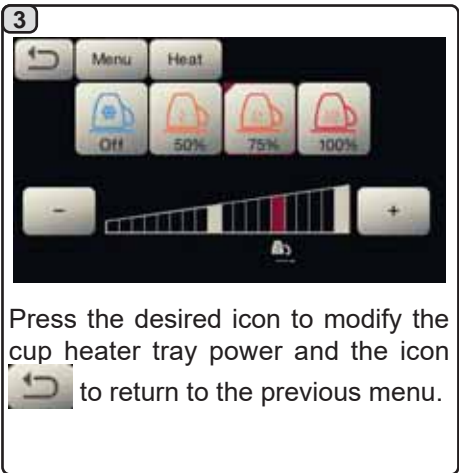 3
Menu Heat
Off 50% 75% 100%
- +
Press the desired icon to modify the
cup heater tray power and the icon
to return to the previous menu.